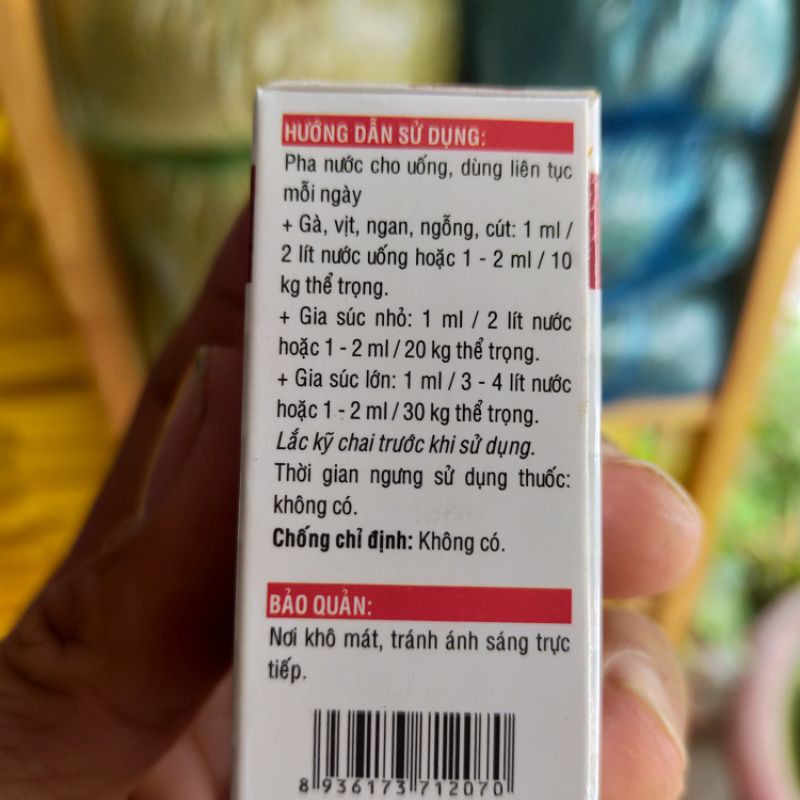 HƯỚNG DẪN SỬ DỤNG:
Pha nước cho uống, dùng liên tục
mỗi ngày
+ Gà, vịt, ngan, ngỗng, cút: 1 ml /
2 lít nước uống hoặc 1 - 2 ml / 10
kg thể trọng.
+ Gia súc nhỏ: 1 ml / 2 lít nước
hoặc 1 - 2 ml / 20 kg thể trọng.
+ Gia súc lớn: 1 ml / 3 - 4 lít nước
hoặc 1 - 2 ml / 30 kg thể trọng.
Lắc kỹ chai trước khi sử dụng.
Thời gian ngưng sử dụng thuốc:
không có.
Chống chỉ định: Không có.
BẢO QUẢN:
Nơi khô mát, tránh ánh sáng trực
tiếp.
8 936173 712070